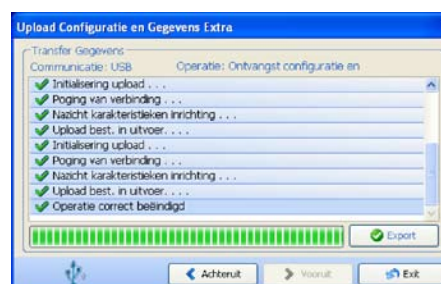 Upload Configuratie en Gegevens Extra
Transfer Gegevens
Communicatie: USB Operatie: Ontvangst configuratie en
Initialisering upload . . .
Poging van verbinding . . .
Nazicht karakteristieken inrichting . . .
Upload best. in uitvoer. . . .
Initialisering upload . . .
Poging van verbinding . . .
Nazicht karakteristieken inrichting . . .
Upload best. in uitvoer. . . .
Operatie correct beëindigd
Export
Achteruit Vooruit Exit